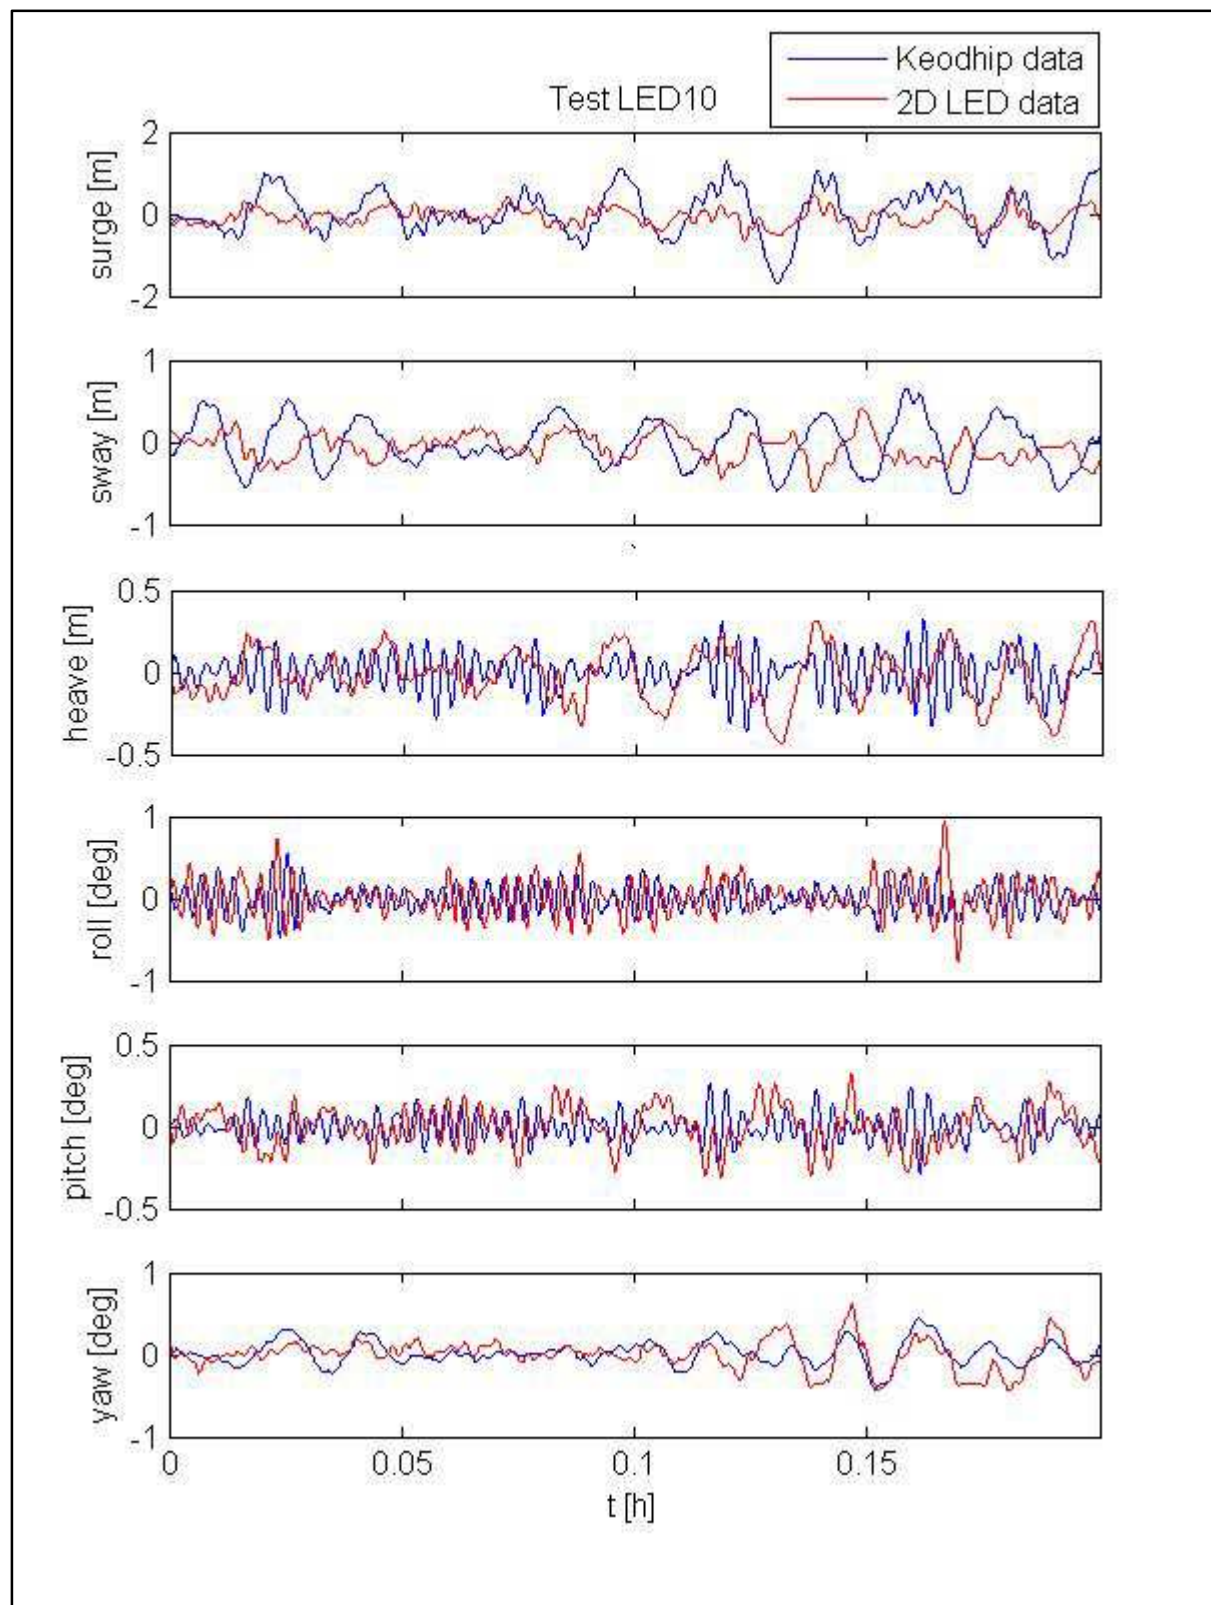 Keodhip data
2D LED data
Test LED10
surge [m]
2
0
-2
sway [m]
1
0
-1
heave [m]
0.5
0
-0.5
roll [deg]
1
0
-1
pitch [deg]
0.5
0
-0.5
yaw [deg]
1
0
-1
0 0.05 0.1 0.15
t [h]